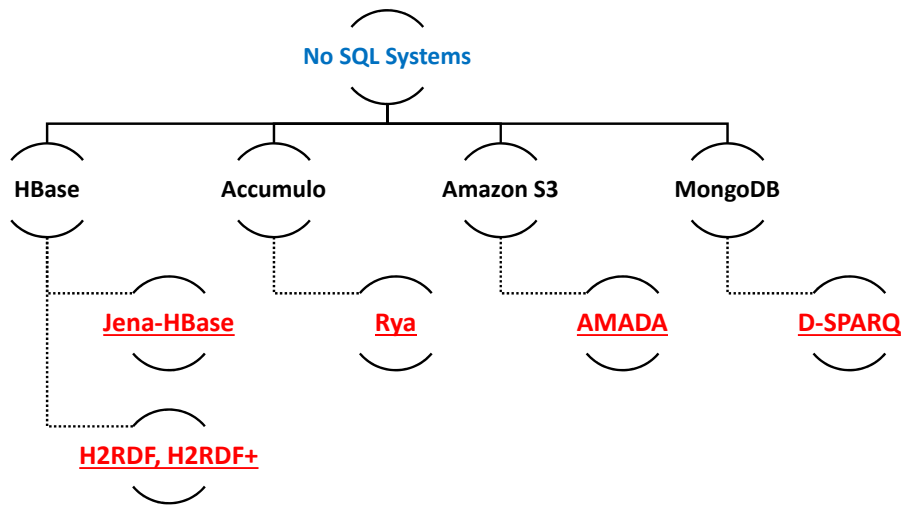 No SQL Systems
HBase
Accumulo
Amazon S3
MongoDB
Jena-HBase
Rya
AMADA
D-SPARQ
H2RDF, H2RDF+